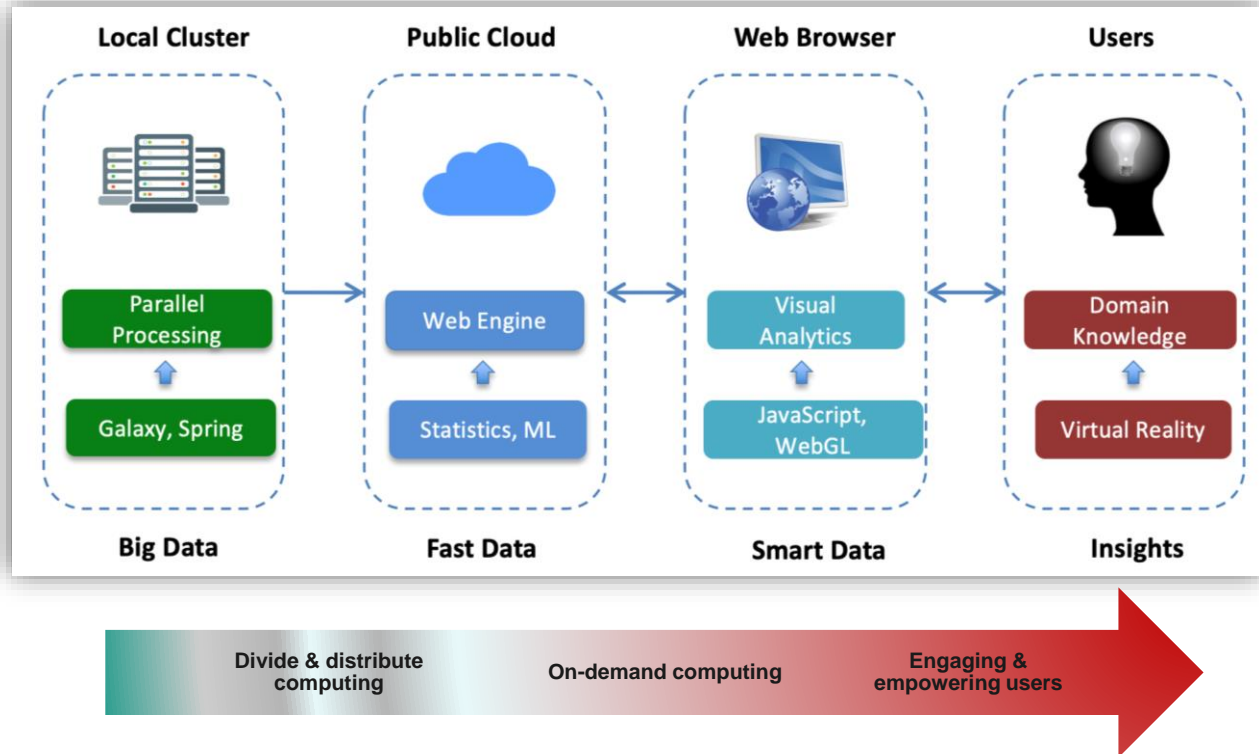 Local Cluster
Public Cloud
Web Browser
Users
Parallel
Processing
Web Engine
Visual
Analytics
Domain
Knowledge
Galaxy, Spring
Statistics, ML
JavaScript,
WebGL
Virtual Reality
Big Data
Fast Data
Smart Data
Insights
Divide & distribute
computing
On-demand computing
Engaging &
empowering users